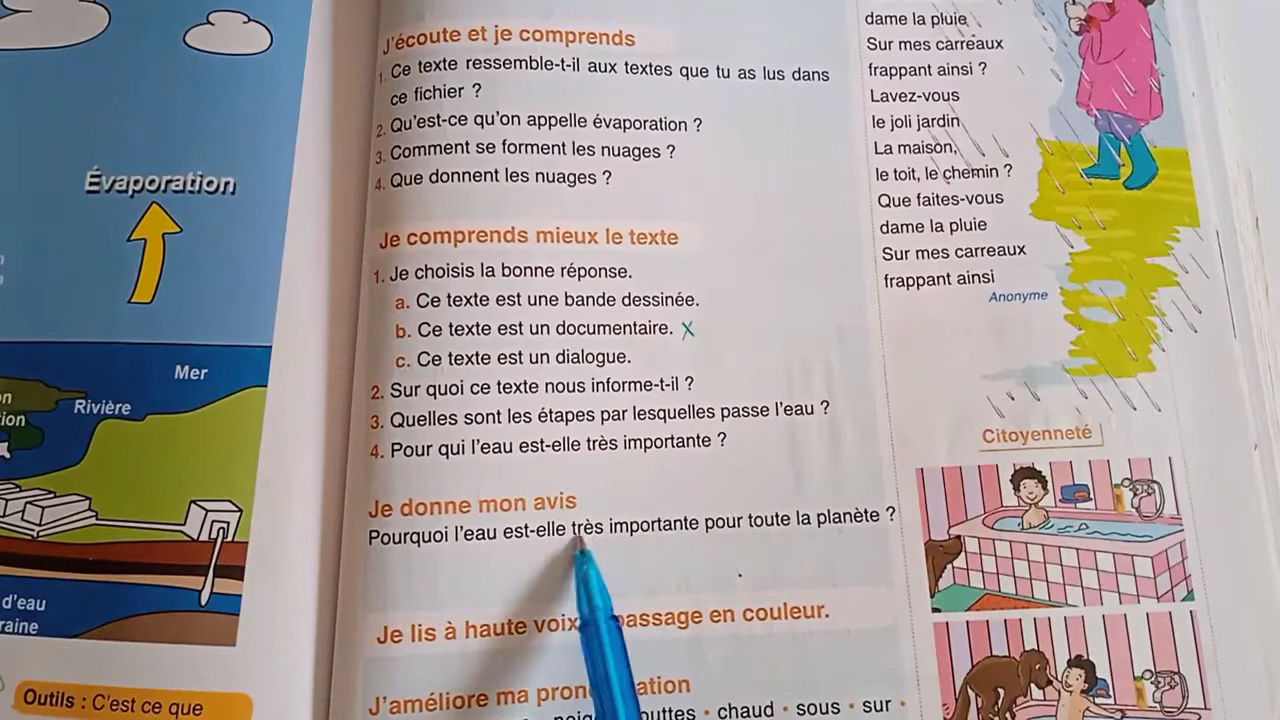 Évaporation
Mer
Rivière
d'eau
Outils : C'est ce que
J'écoute et je comprends
1. Ce texte ressemble-t-il aux textes que tu as lus dans
ce fichier ?
2. Qu'est-ce qu'on appelle évaporation ?
3. Comment se forment les nuages ?
4. Que donnent les nuages ?
Je comprends mieux le texte
1. Je choisis la bonne réponse.
a. Ce texte est une bande dessinée.
b. Ce texte est un documentaire. X
c. Ce texte est un dialogue.
2. Sur quoi ce texte nous informe-t-il ?
3. Quelles sont les étapes par lesquelles passe l'eau ?
4. Pour qui l'eau est-elle très importante ?
Je donne mon avis
Pourquoi l'eau est-elle très importante pour toute la planète ?
Je lis à haute voix passage en couleur.
J'améliore ma
• chaud • sous • sur •
dame la pluie
Sur mes carreaux
frappant ainsi ?
Lavez-vous
le joli jardin
La maison,
le toit, le chemin ?
Que faites-vous
dame la pluie
Sur mes carreaux
frappant ainsi
Anonyme
Citoyenneté